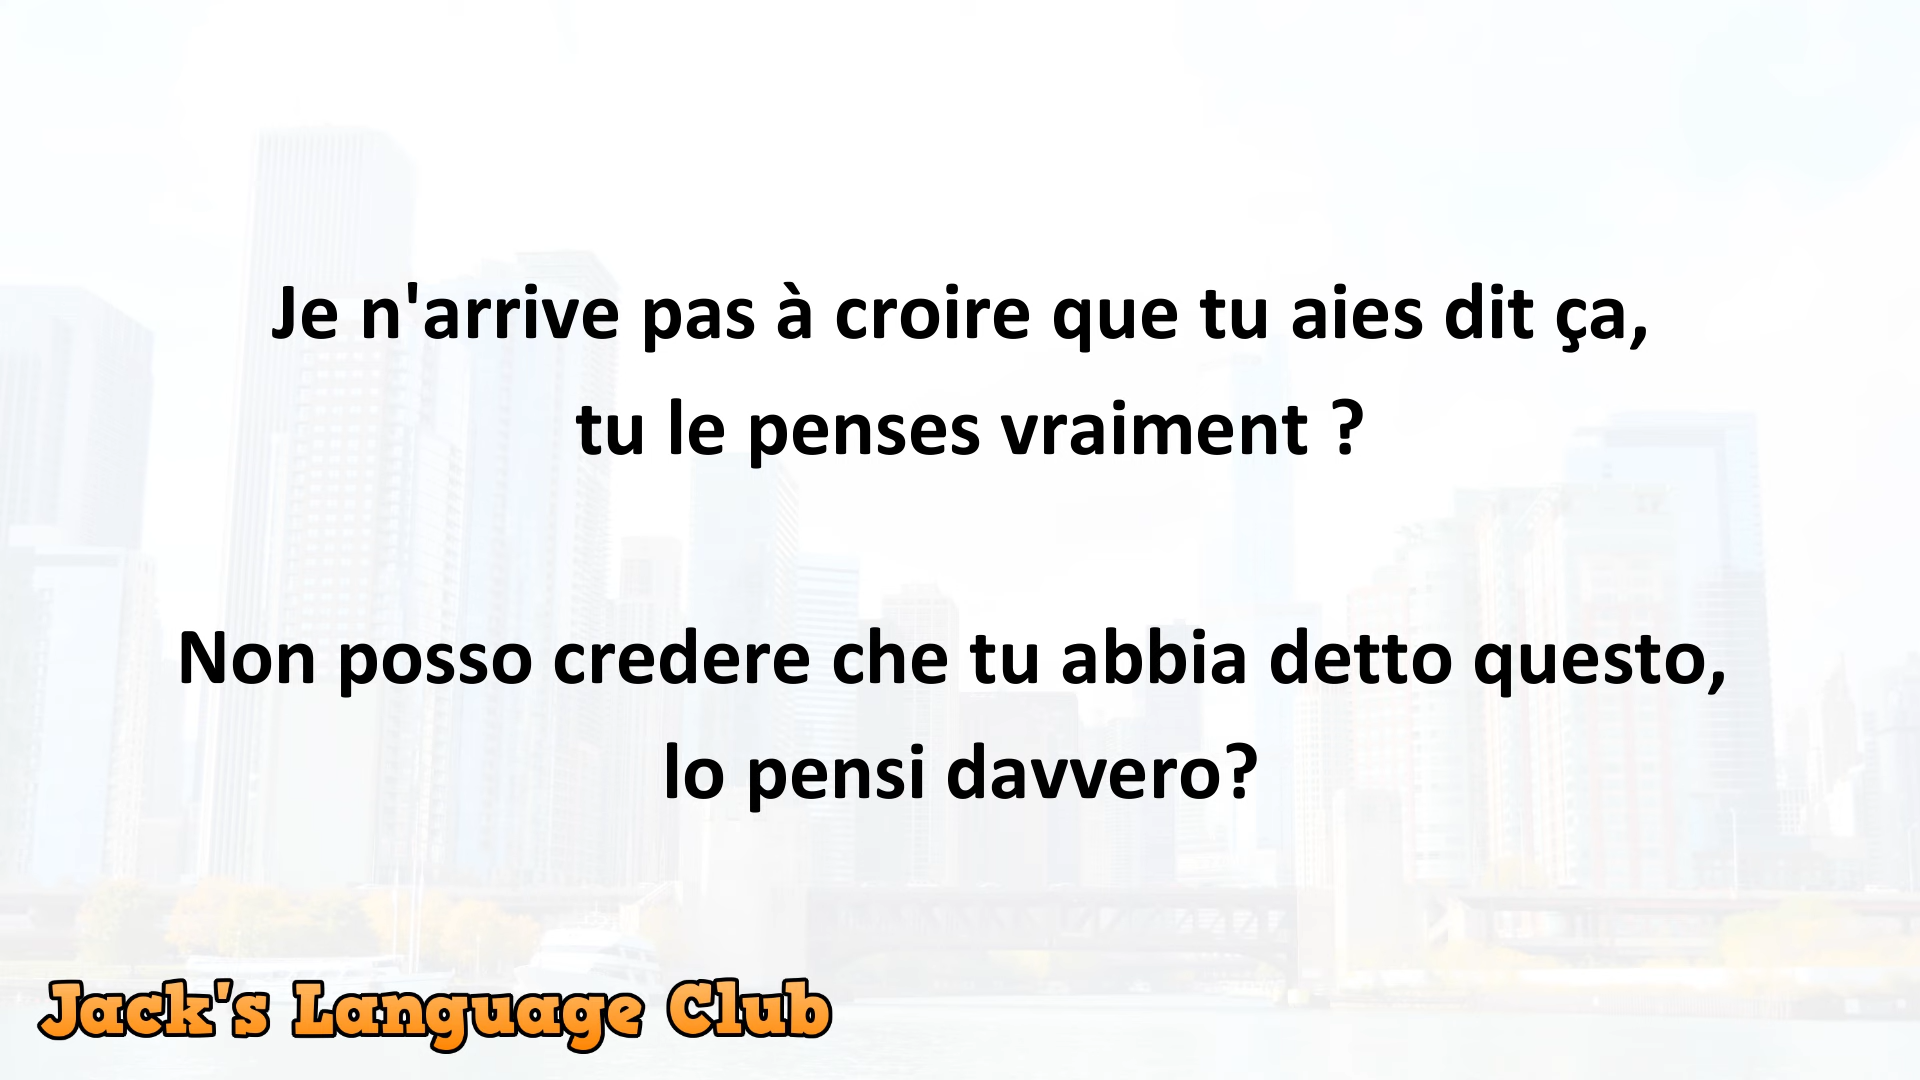 Je n'arrive pas à croire que tu aies dit ça,
tu le penses vraiment ?
Non posso credere che tu abbia detto questo,
lo pensi davvero?
Jack's Language Club